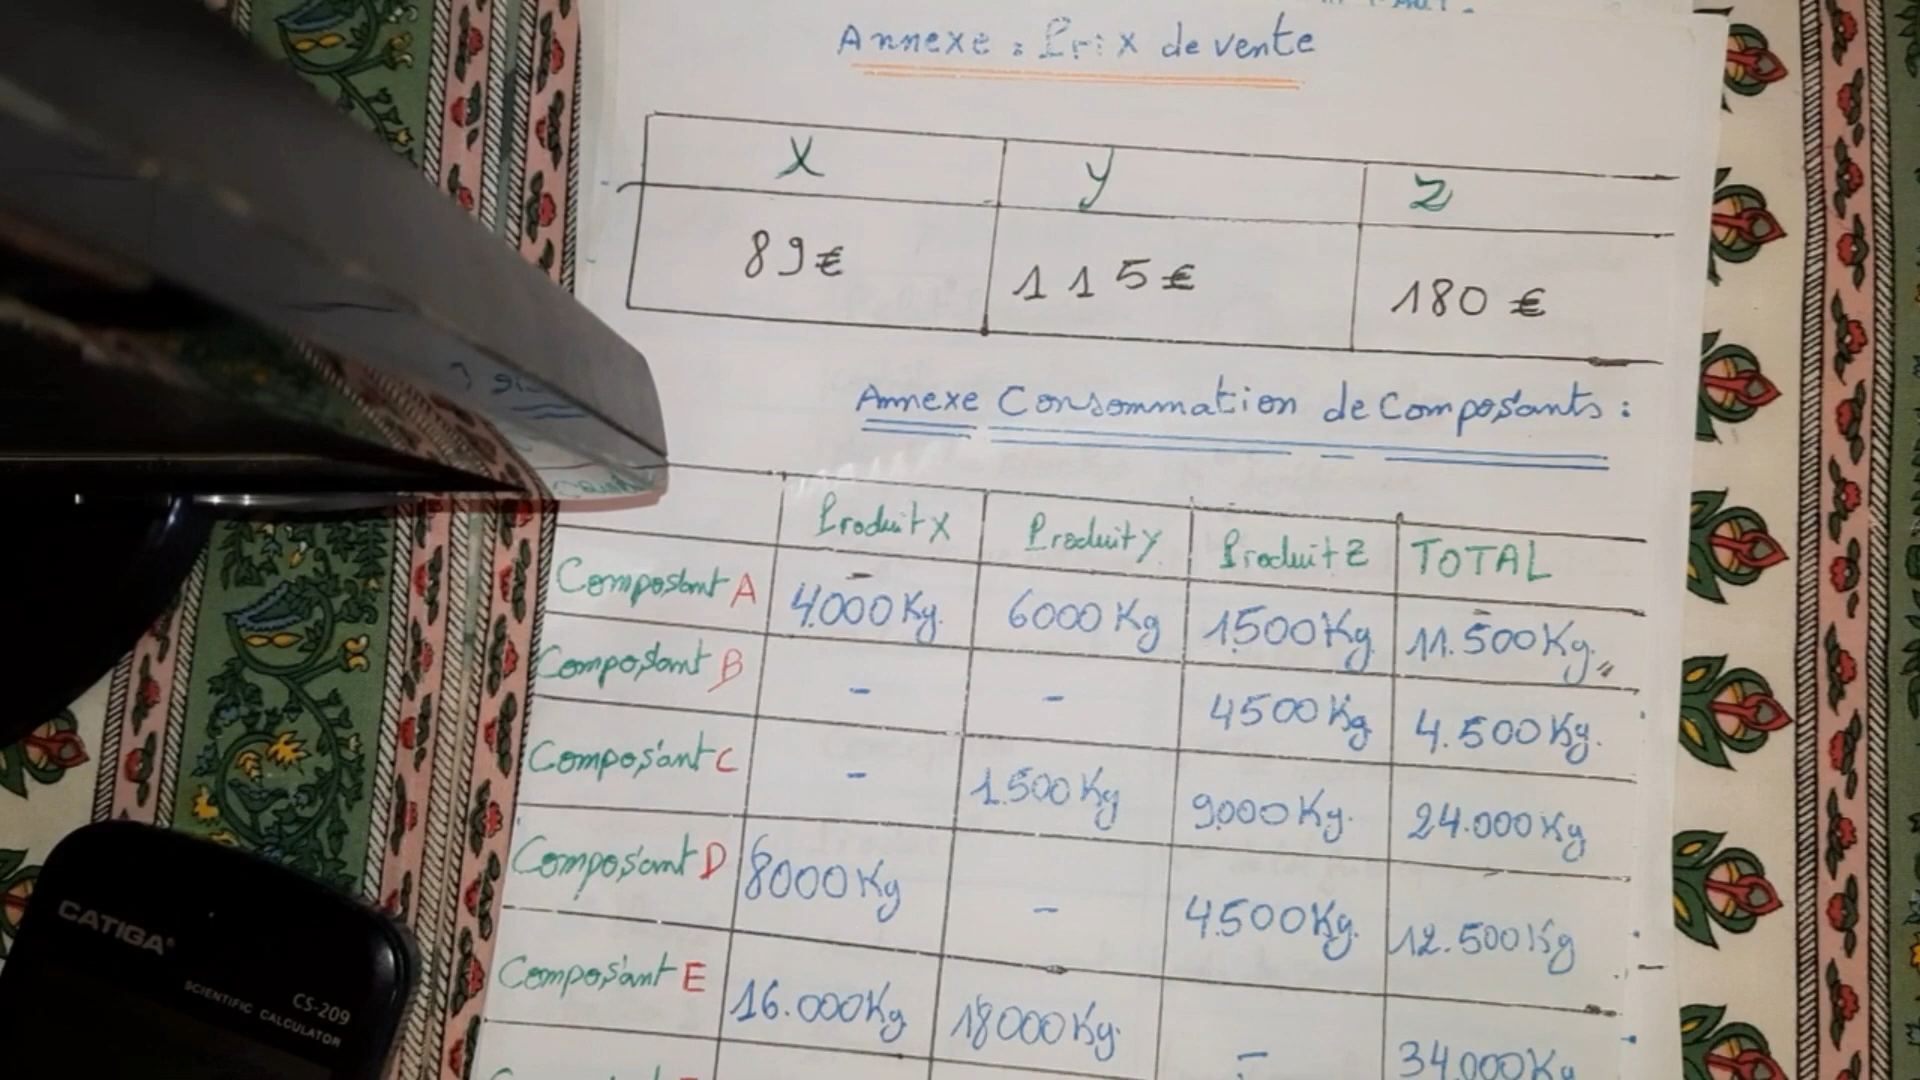 Annexe : Prix de vente
X y Z
89€ 115€ 180 €
Annexe Consommation de Composants :
Produit X Produit y Produit Z TOTAL
Composant A 4.000 Kg. 6000 Kg 1500 Kg 11.500 Kg.
Composant B - - 4500 Kg 4.500 Kg.
Composant C - 1.500 Kg 9000 Kg. 24.000 Kg
Composant D 8000 Kg - 4500 Kg. 12.500 Kg
Composant E 16.000 Kg 18000 Kg. - 34.000 Kg
CATIGA
CS-209
SCIENTIFIC CALCULATOR